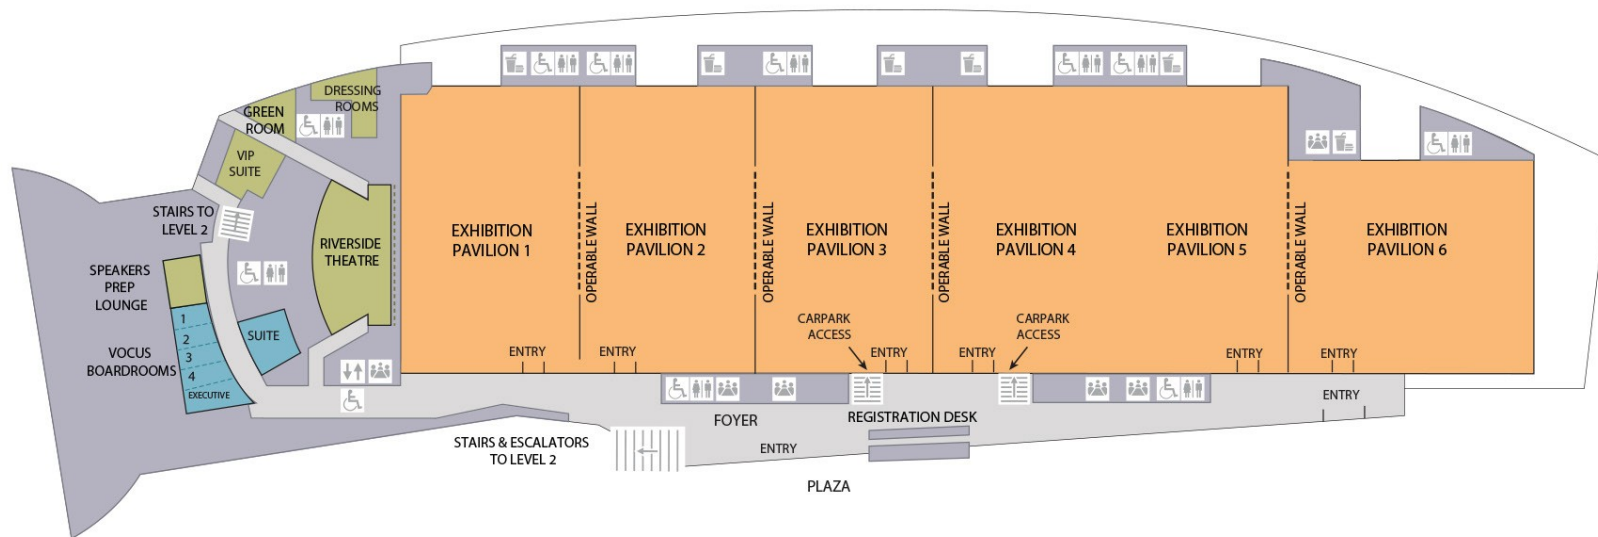 DRESSING
ROOMS
GREEN
ROOM
VIP
SUITE
STAIRS TO
LEVEL 2
RIVERSIDE
THEATRE
SPEAKERS
PREP
LOUNGE
1
2
3
4
EXECUTIVE
VOCUS
BOARDROOMS
SUITE
EXHIBITION
PAVILION 1
OPERABLE WALL
EXHIBITION
PAVILION 2
OPERABLE WALL
EXHIBITION
PAVILION 3
OPERABLE WALL
EXHIBITION
PAVILION 4
EXHIBITION
PAVILION 5
OPERABLE WALL
EXHIBITION
PAVILION 6
CARPARK
ACCESS
CARPARK
ACCESS
ENTRY
ENTRY
ENTRY
ENTRY
ENTRY
ENTRY
ENTRY
FOYER
REGISTRATION DESK
STAIRS & ESCALATORS
TO LEVEL 2
ENTRY
PLAZA